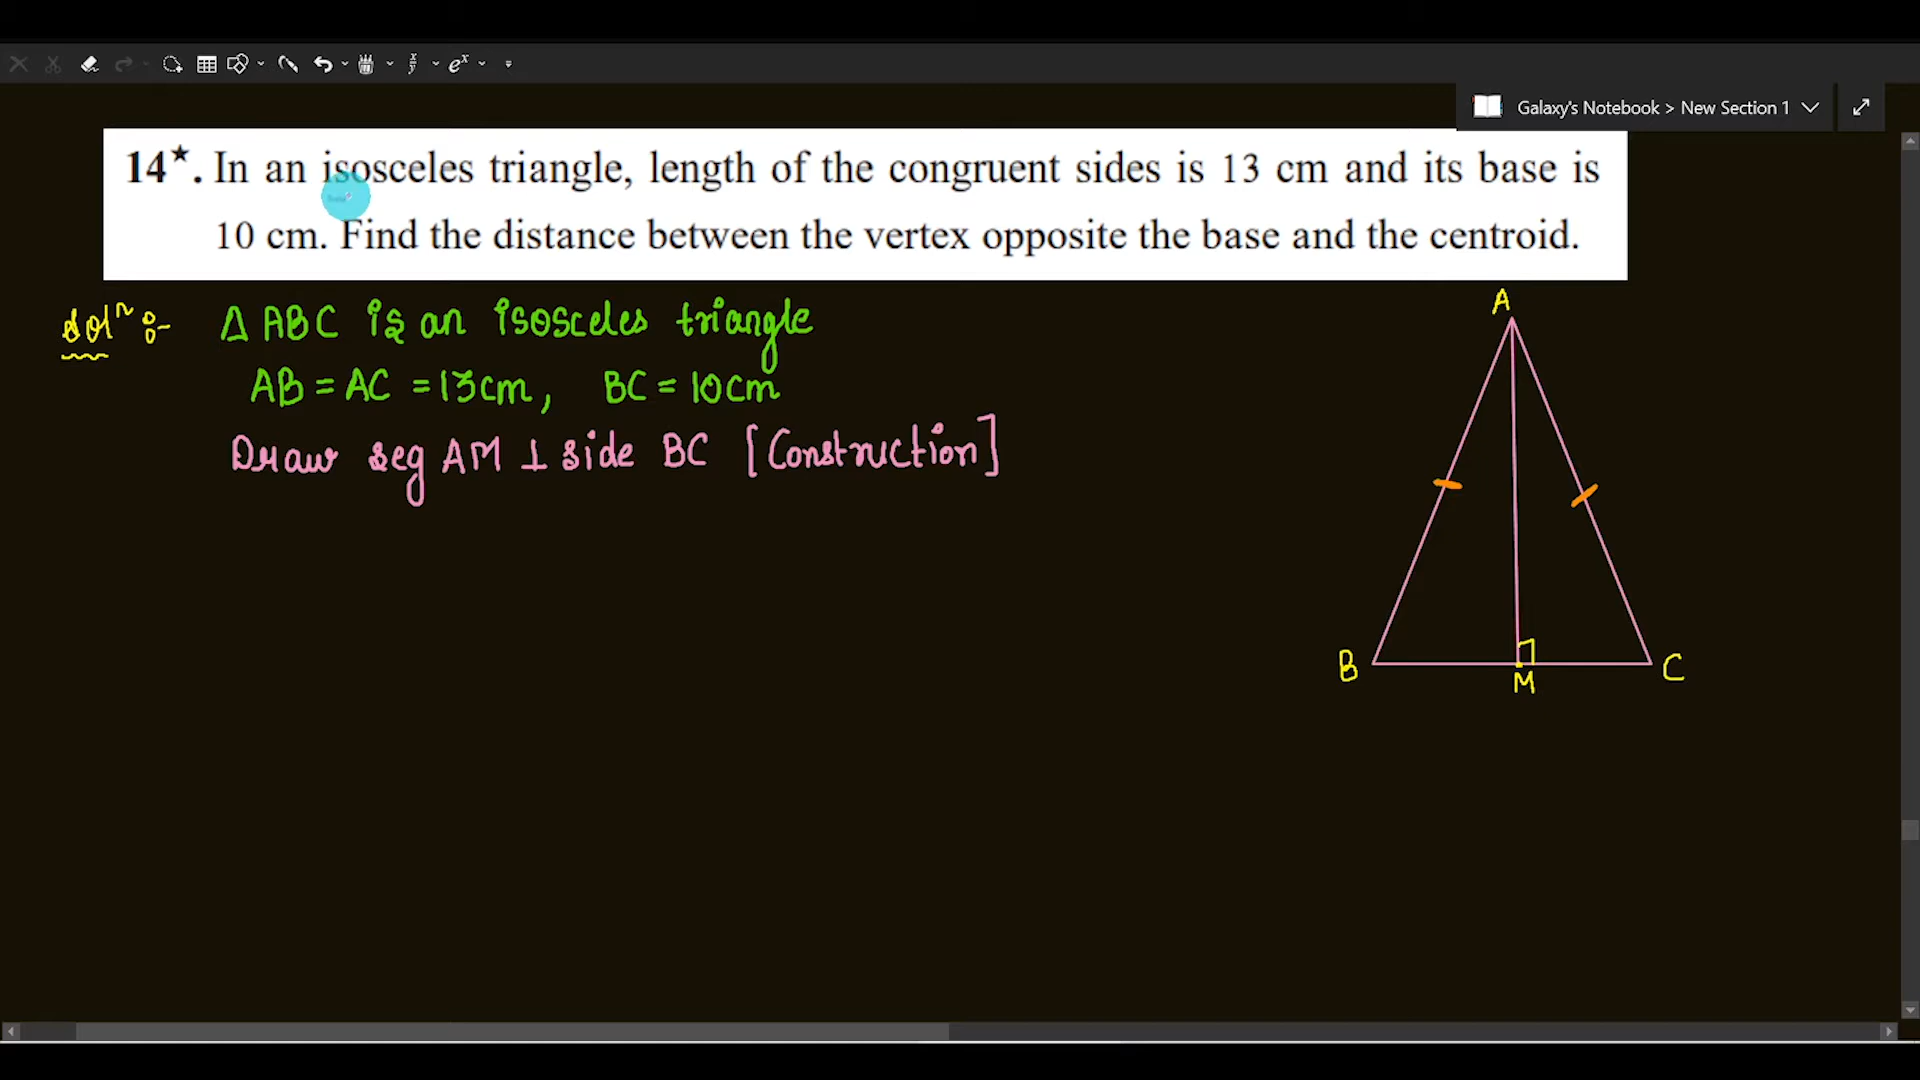 Galaxy's Notebook > New Section 1
14★. In an isosceles triangle, length of the congruent sides is 13 cm and its base is
10 cm. Find the distance between the vertex opposite the base and the centroid.
Solⁿ :- Δ ABC is an isosceles triangle
AB = AC = 13cm, BC = 10cm
Draw seg AM ⊥ side BC [Construction]
A
B
M
C